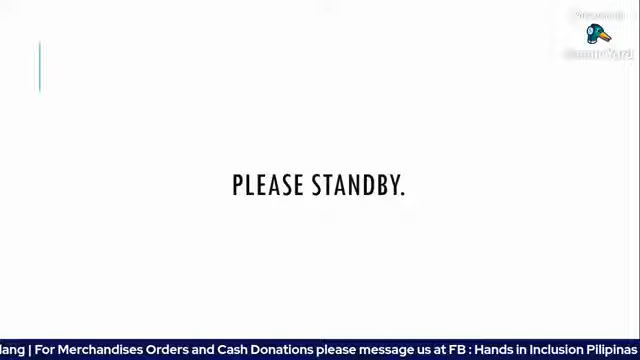 PLEASE STANDBY.
lang | For Merchandises Orders and Cash Donations please message us at FB : Hands in Inclusion Pilipinas